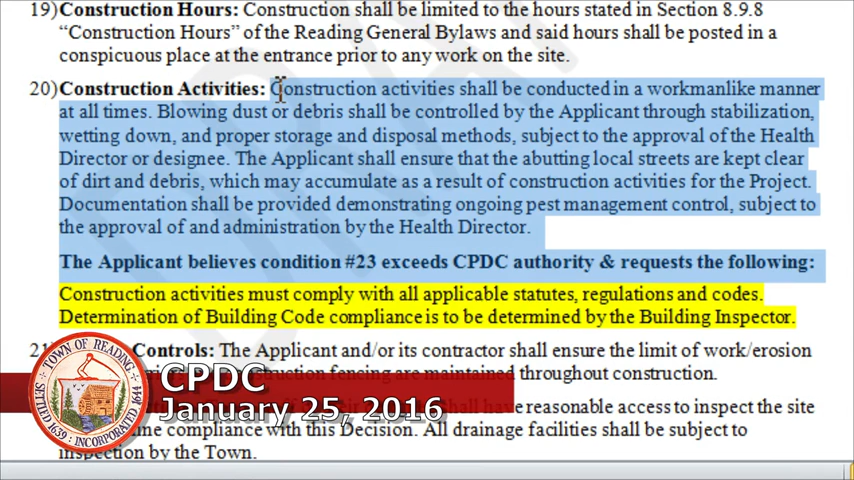 19) Construction Hours: Construction shall be limited to the hours stated in Section 8.9.8
“Construction Hours” of the Reading General Bylaws and said hours shall be posted in a
conspicuous place at the entrance prior to any work on the site.
20) Construction Activities: Construction activities shall be conducted in a workmanlike manner
at all times. Blowing dust or debris shall be controlled by the Applicant through stabilization,
wetting down, and proper storage and disposal methods, subject to the approval of the Health
Director or designee. The Applicant shall ensure that the abutting local streets are kept clear
of dirt and debris, which may accumulate as a result of construction activities for the Project.
Documentation shall be provided demonstrating ongoing pest management control, subject to
the approval of and administration by the Health Director.
The Applicant believes condition #23 exceeds CPDC authority & requests the following:
Construction activities must comply with all applicable statutes, regulations and codes.
Determination of Building Code compliance is to be determined by the Building Inspector.
21) Controls: The Applicant and/or its contractor shall ensure the limit of work/erosion
fencing are maintained throughout construction.
have reasonable access to inspect the site
compliance with this Decision. All drainage facilities shall be subject to
inspection by the Town.
TOWN OF READING
SETTLED 1639, INCORPORATED 1644
CPDC
January 25, 2016